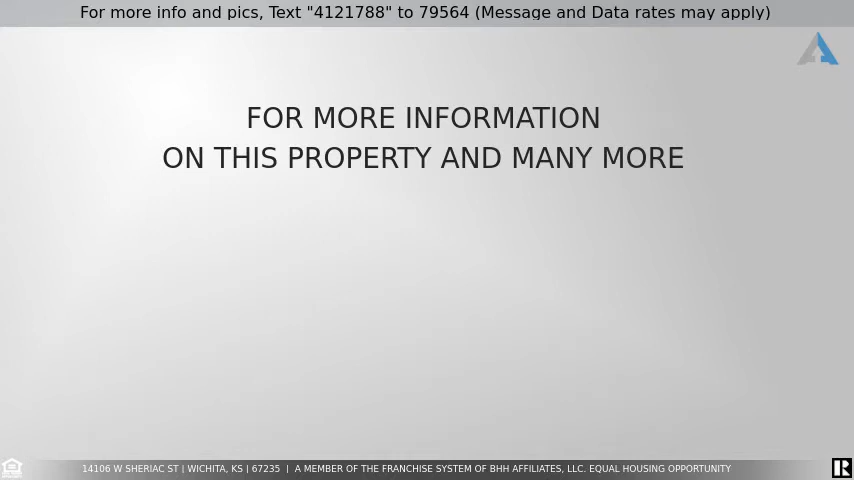 For more info and pics, Text "4121788" to 79564 (Message and Data rates may apply)
FOR MORE INFORMATION
ON THIS PROPERTY AND MANY MORE
14106 W SHERIAC ST | WICHITA, KS | 67235 | A MEMBER OF THE FRANCHISE SYSTEM OF BHH AFFILIATES, LLC. EQUAL HOUSING OPPORTUNITY